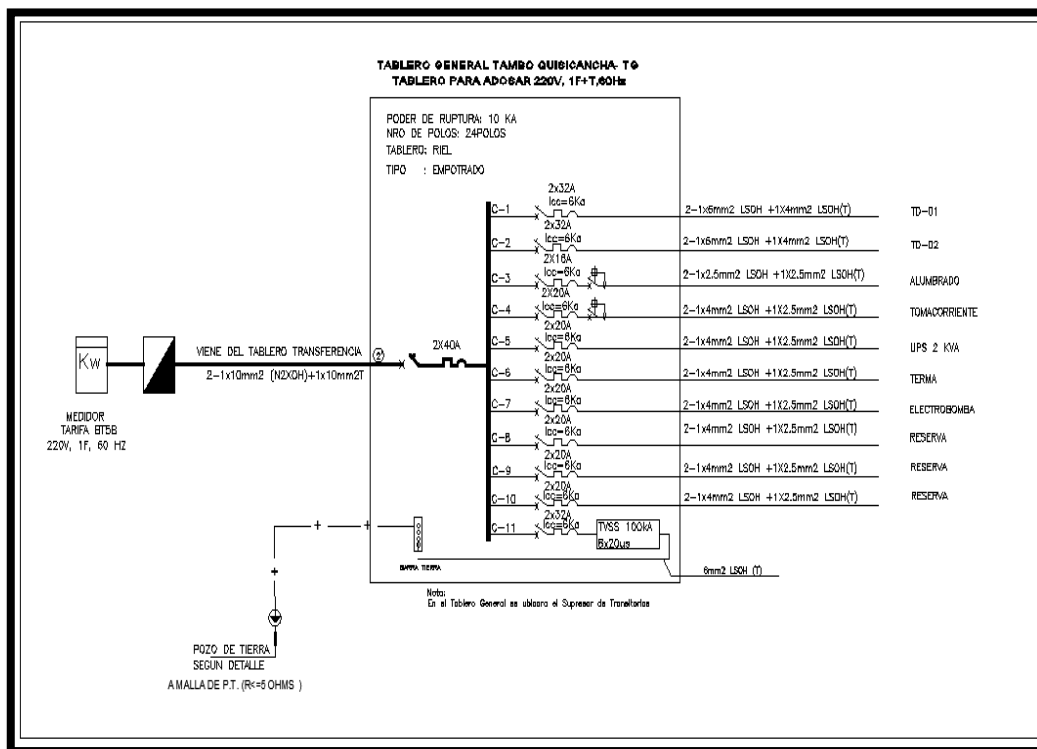 TABLERO GENERAL TAMBO QUISICANCHA- TG
TABLERO PARA ADOSAR 220V, 1F+T,60Hz
PODER DE RUPTURA: 10 KA
NRO DE POLOS: 24POLOS
TABLERO: RIEL
TIPO : EMPOTRADO
2x32A
C-1 Icc=6Ka 2-1x6mm2 LSOH +1X4mm2 LSOH(T) TD-01
2x32A
C-2 Icc=6Ka 2-1x6mm2 LSOH +1X4mm2 LSOH(T) TD-02
2X16A
C-3 Icc=6Ka 2-1x2.5mm2 LSOH +1X2.5mm2 LSOH(T) ALUMBRADO
2X20A
C-4 Icc=6Ka 2-1x4mm2 LSOH +1X2.5mm2 LSOH(T) TOMACORRIENTE
2x20A
C-5 Icc=6Ka 2-1x4mm2 LSOH +1X2.5mm2 LSOH(T) UPS 2 KVA
2x20A
C-6 Icc=6Ka 2-1x4mm2 LSOH +1X2.5mm2 LSOH(T) TERMA
2x20A
C-7 Icc=6Ka 2-1x4mm2 LSOH +1X2.5mm2 LSOH(T) ELECTROBOMBA
2x20A
C-8 Icc=6Ka 2-1x4mm2 LSOH +1X2.5mm2 LSOH(T) RESERVA
2x20A
C-9 Icc=6Ka 2-1x4mm2 LSOH +1X2.5mm2 LSOH(T) RESERVA
2x20A
C-10 Icc=6Ka 2-1x4mm2 LSOH +1X2.5mm2 LSOH(T) RESERVA
2x32A
C-11 Icc=6Ka TVSS 100kA
8x20us
2X40A
VIENE DEL TABLERO TRANSFERENCIA 2
2-1x10mm2 (N2XOH)+1x10mm2T
Kw
MEDIDOR
TARIFA BT5B
220V, 1F, 60 HZ
BARRA TIERRA
6mm2 LSOH (T)
Nota:
En el Tablero General se ubicara el Supresor de Transitorios
POZO DE TIERRA
SEGUN DETALLE
A MALLA DE P.T. (R<=5 OHMS )